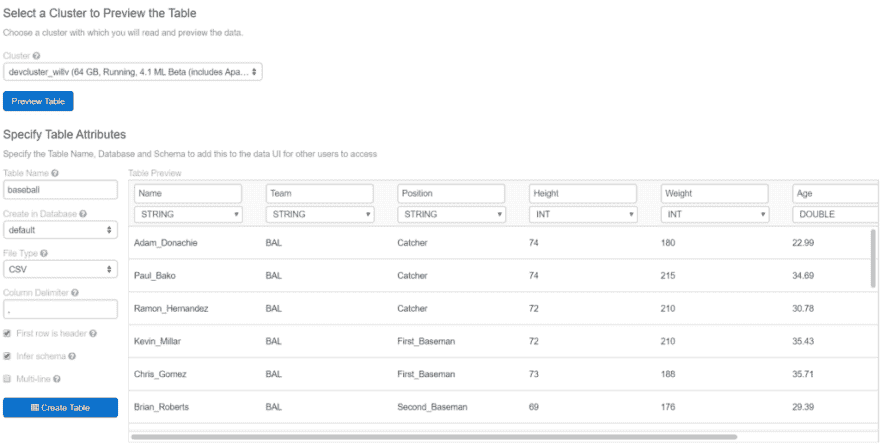 Select a Cluster to Preview the Table
Choose a cluster with which you will read and preview the data.
Cluster
devcluster_willv (64 GB, Running, 4.1 ML Beta (includes Apa...
Preview Table
Specify Table Attributes
Specify the Table Name, Database and Schema to add this to the data UI for other users to access
Table Name
baseball
Create in Database
default
File Type
CSV
Column Delimiter
,
First row is header
Infer schema
Multi-line
Create Table
Table Preview
Name Team Position Height Weight Age
STRING STRING STRING INT INT DOUBLE
Adam_Donachie BAL Catcher 74 180 22.99
Paul_Bako BAL Catcher 74 215 34.69
Ramon_Hernandez BAL Catcher 72 210 30.78
Kevin_Millar BAL First_Baseman 72 210 35.43
Chris_Gomez BAL First_Baseman 73 188 35.71
Brian_Roberts BAL Second_Baseman 69 176 29.39